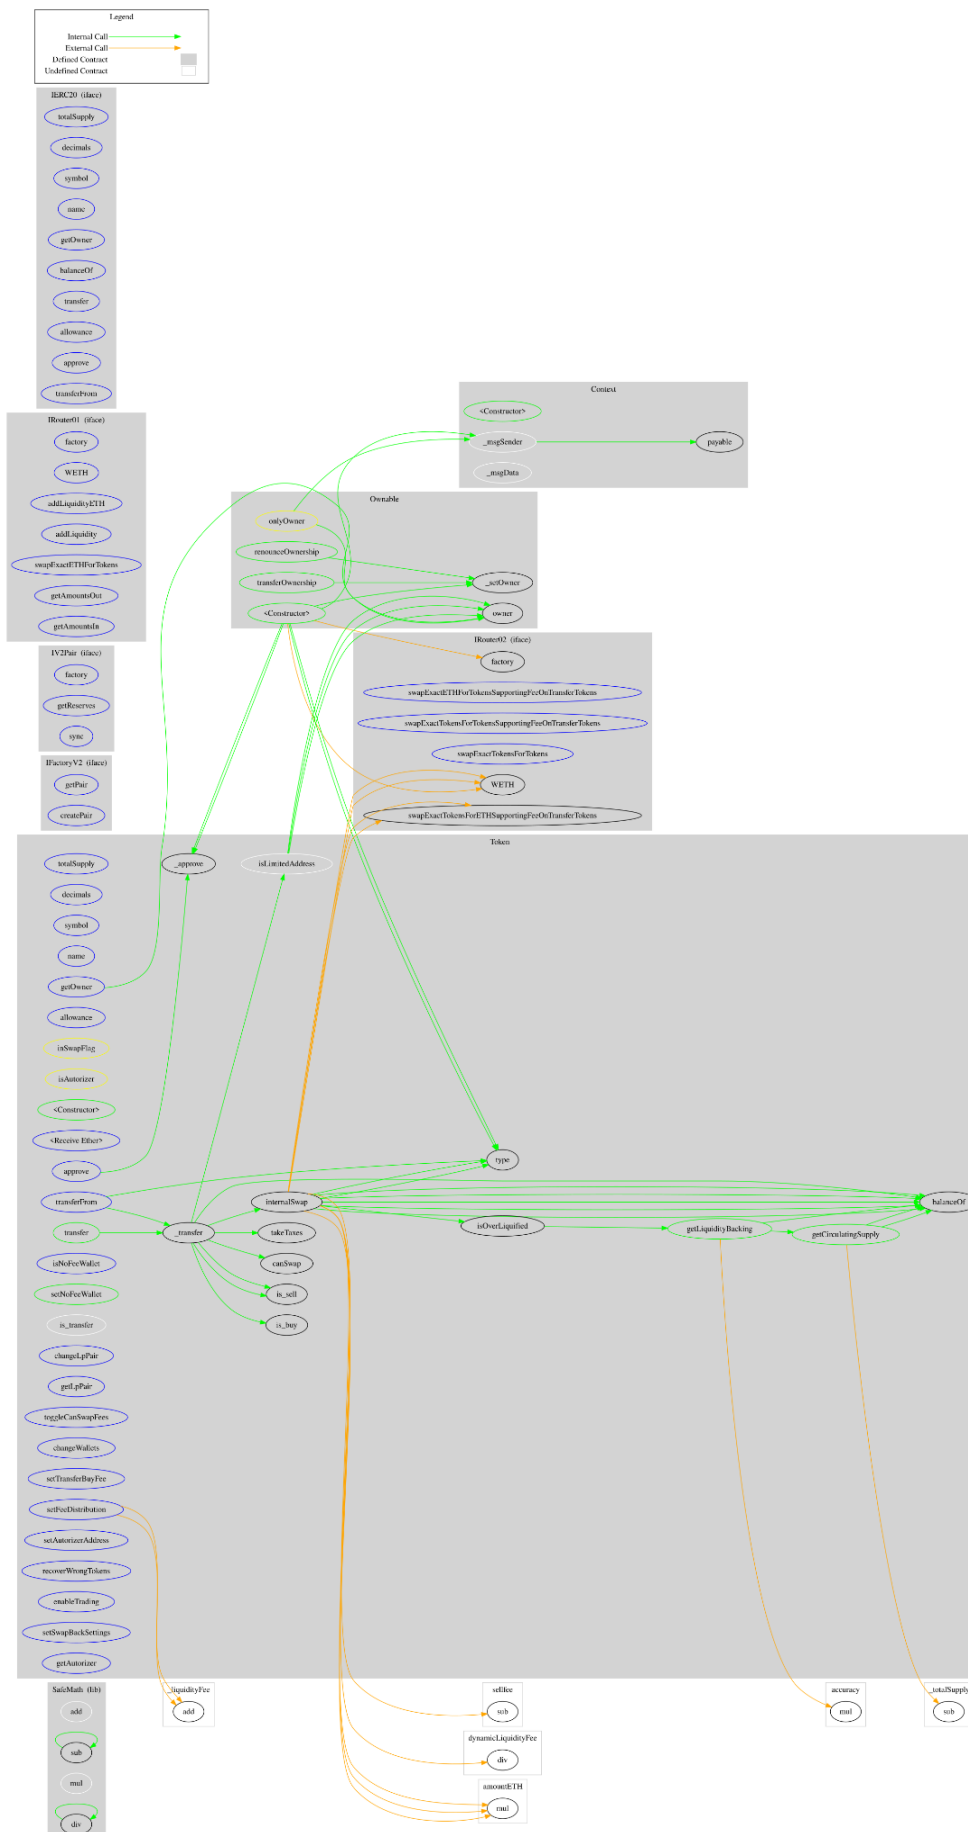 Legend
Internal Call
External Call
Defined Contract
Undefined Contract
IERC20 (iface)
totalSupply
decimals
symbol
name
getOwner
balanceOf
transfer
allowance
approve
transferFrom
Context
<Constructor>
_msgSender
payable
_msgData
IRouter01 (iface)
factory
WETH
addLiquidityETH
addLiquidity
swapExactETHForTokens
getAmountsOut
getAmountsIn
Ownable
onlyOwner
renounceOwnership
transferOwnership
<Constructor>
_setOwner
owner
IRouter02 (iface)
factory
swapExactETHForTokensSupportingFeeOnTransferTokens
swapExactTokensForTokensSupportingFeeOnTransferTokens
swapExactTokensForTokens
WETH
swapExactTokensForETHSupportingFeeOnTransferTokens
IV2Pair (iface)
factory
getReserves
sync
IFactoryV2 (iface)
getPair
createPair
Token
totalSupply
_approve
isLimitedAddress
decimals
symbol
name
getOwner
allowance
inSwapFlag
isAutorizer
<Constructor>
<Receive Ether>
approve
type
transferFrom
internalSwap
balanceOf
transfer
_transfer
takeTaxes
isOverLiquified
getLiquidityBacking
getCirculatingSupply
isNoFeeWallet
canSwap
setNoFeeWallet
is_sell
is_transfer
is_buy
changeLpPair
getLpPair
toggleCanSwapFees
changeWallets
setTransferBuyFee
setFeeDistribution
setAutorizerAddress
recoverWrongTokens
enableTrading
setSwapBackSettings
getAutorizer
SafeMath (lib)
add
sub
mul
div
liquidityFee
add
sellfee
sub
dynamicLiquidityFee
div
amountETH
mul
accuracy
mul
_totalSupply
sub